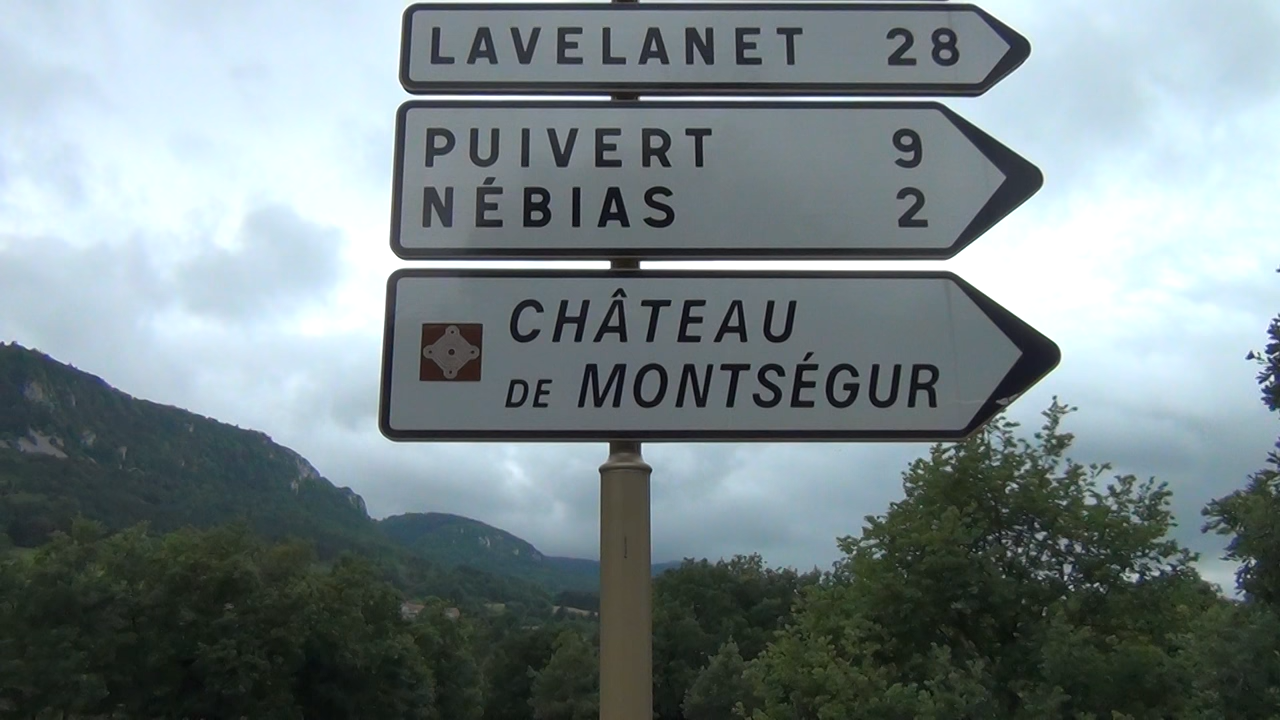 LAVELANET 28
PUIVERT 9
NÉBIAS 2
CHÂTEAU
DE MONTSÉGUR